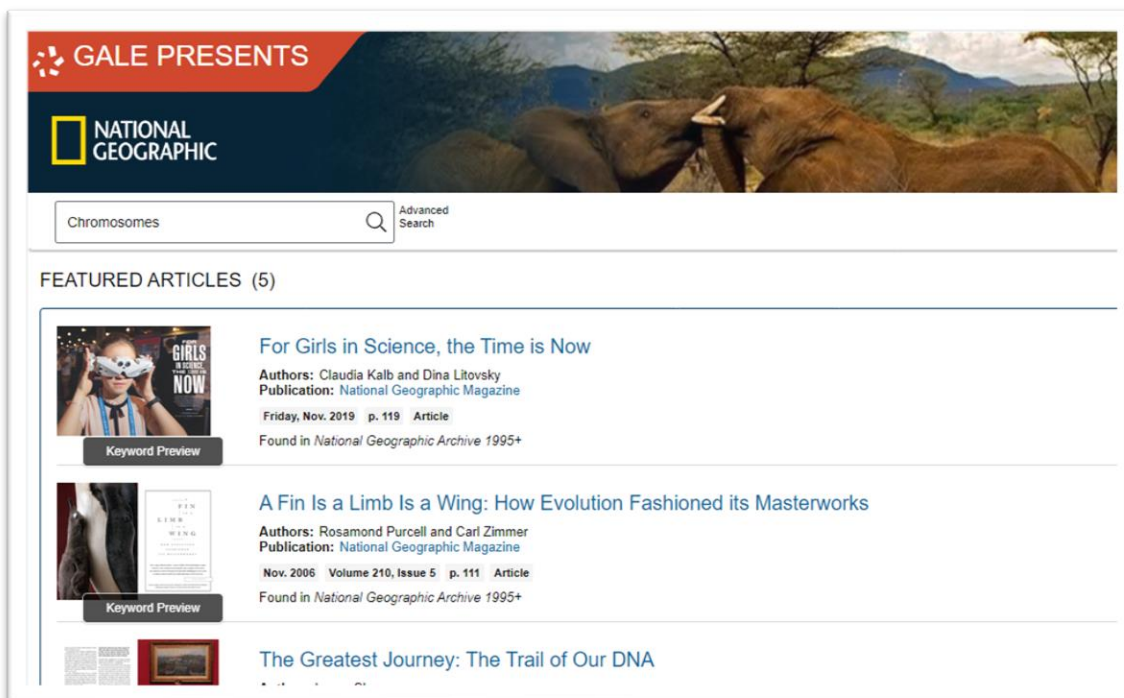 GALE PRESENTS
NATIONAL
GEOGRAPHIC
Chromosomes
Advanced
Search
FEATURED ARTICLES (5)
GIRLS
IN SCIENCE,
NOW
Keyword Preview
For Girls in Science, the Time is Now
Authors: Claudia Kalb and Dina Litovsky
Publication: National Geographic Magazine
Friday, Nov. 2019 p. 119 Article
Found in National Geographic Archive 1995+
FIN
LIMB
WING
Keyword Preview
A Fin Is a Limb Is a Wing: How Evolution Fashioned its Masterworks
Authors: Rosamond Purcell and Carl Zimmer
Publication: National Geographic Magazine
Nov. 2006 Volume 210, Issue 5 p. 111 Article
Found in National Geographic Archive 1995+
The Greatest Journey: The Trail of Our DNA